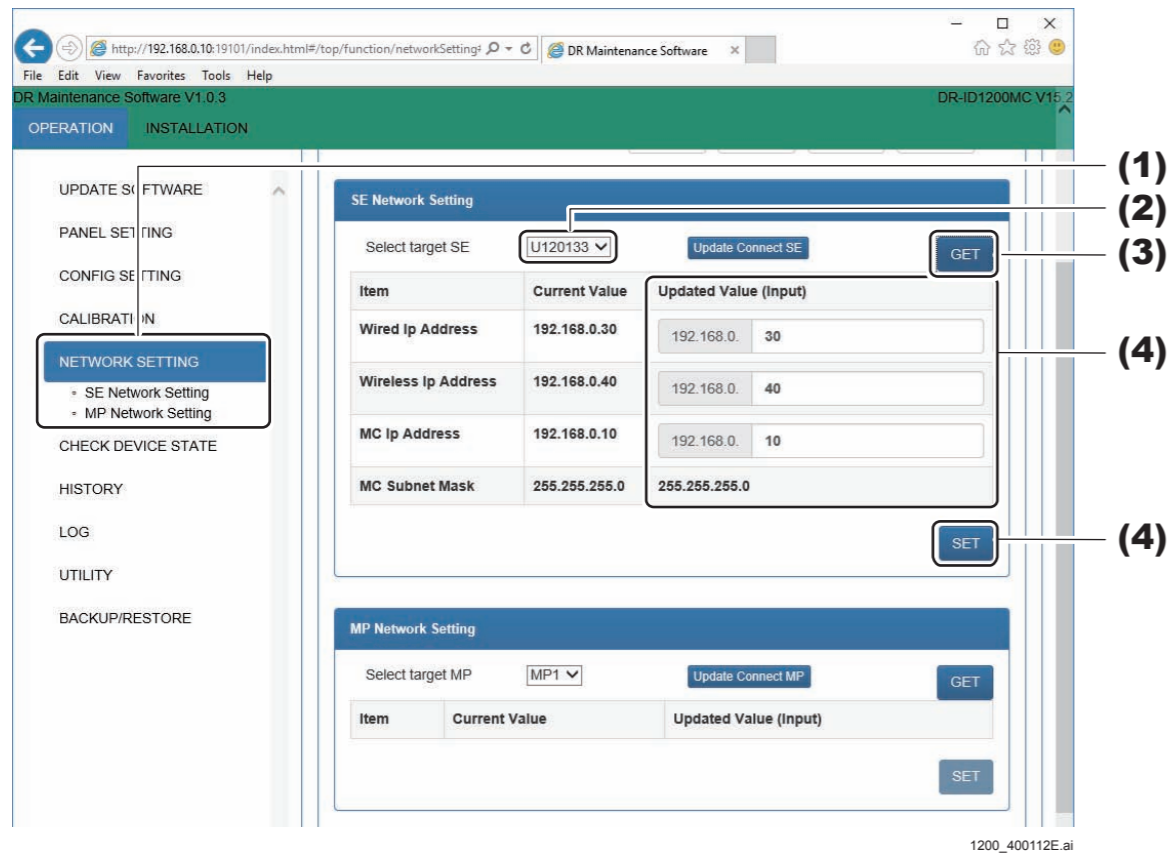 http://192.168.0.10:19101/index.html#/top/function/networkSetting
DR Maintenance Software
File Edit View Favorites Tools Help
DR Maintenance Software V1.0.3
DR-ID1200MC V15.2
OPERATION INSTALLATION
(1)
UPDATE SOFTWARE
PANEL SETTING
CONFIG SETTING
CALIBRATION
NETWORK SETTING
SE Network Setting
MP Network Setting
CHECK DEVICE STATE
HISTORY
LOG
UTILITY
BACKUP/RESTORE
SE Network Setting
(2)
Select target SE U120133 Update Connect SE GET
(3)
Item Current Value Updated Value (Input)
Wired Ip Address 192.168.0.30 192.168.0. 30
(4)
Wireless Ip Address 192.168.0.40 192.168.0. 40
MC Ip Address 192.168.0.10 192.168.0. 10
MC Subnet Mask 255.255.255.0 255.255.255.0
SET
(4)
MP Network Setting
Select target MP MP1 Update Connect MP GET
Item Current Value Updated Value (Input)
SET
1200_400112E.ai